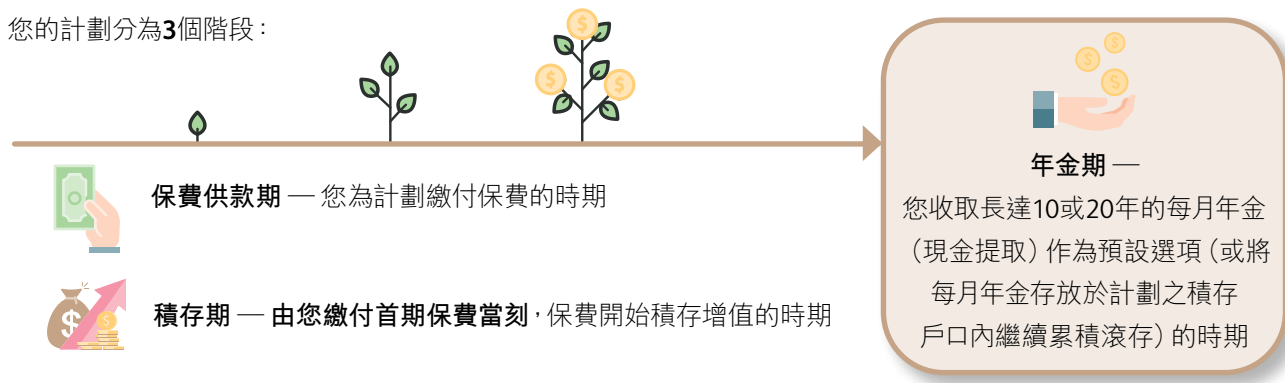 您的計劃分為3個階段：
保費供款期 — 您為計劃繳付保費的時期
積存期 — 由您繳付首期保費當刻，保費開始積存增值的時期
年金期 —
您收取長達10或20年的每月年金
（現金提取）作為預設選項（或將
每月年金存放於計劃之積存
戶口內繼續累積滾存）的時期